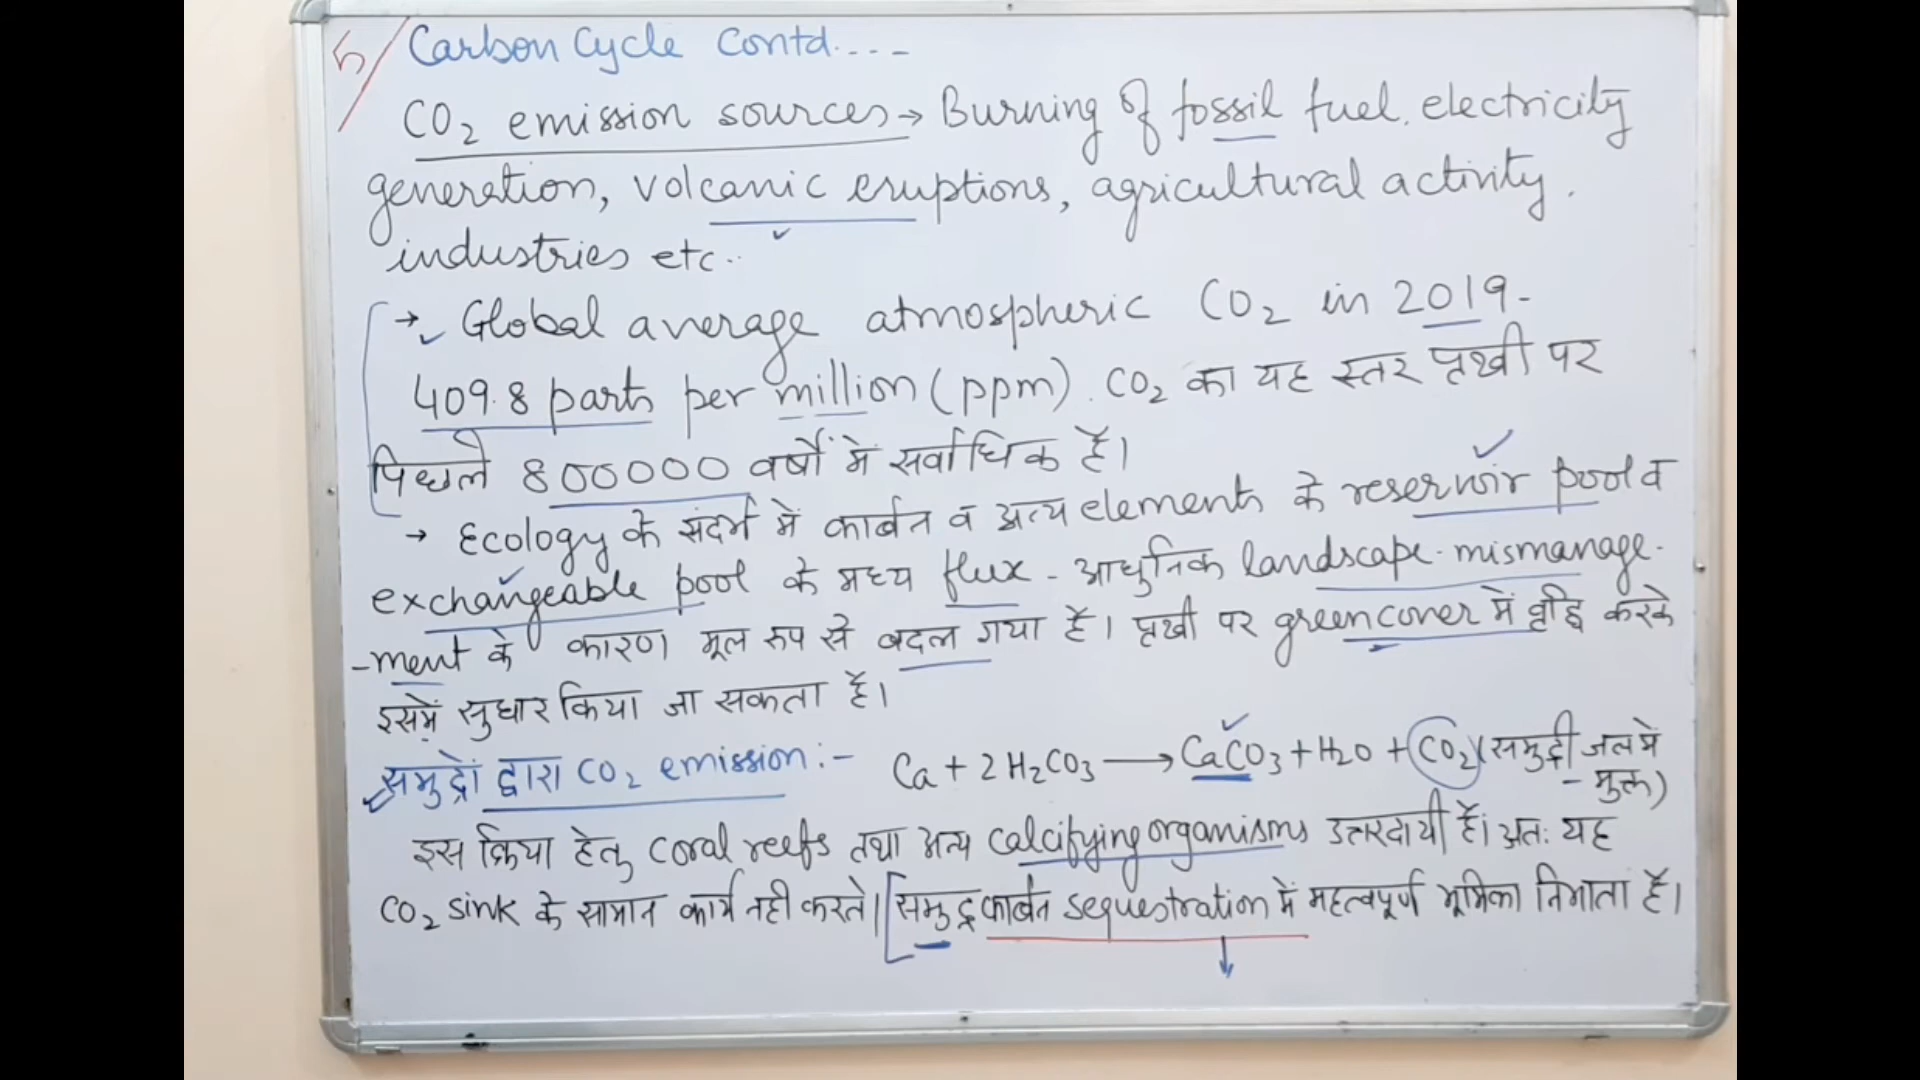 5/ Carbon Cycle Contd....
CO₂ emission sources → Burning of fossil fuel, electricity
generation, volcanic eruptions, agricultural activity.
industries etc..
→ Global average atmospheric CO₂ in 2019-
409.8 parts per million (ppm). CO₂ का यह स्तर पृथ्वी पर
पिछले 800000 वर्षों में सर्वाधिक है।
→ Ecology के संदर्भ में कार्बन व अन्य elements के reservoir pool व
exchangeable pool के मध्य flux - आधुनिक landscape-mismanage-
-ment के कारण मूल रूप से बदल गया है। पृथ्वी पर green cover में वृद्धि करके
इसमें सुधार किया जा सकता है।
समुद्रों द्वारा CO₂ emission:- Ca + 2H₂CO₃ ⟶ CaCO₃ + H₂O + CO₂ (समुद्री जल में
- मुक्त)
इस क्रिया हेतु coral reefs तथा अन्य calcifying organisms उत्तरदायी हैं। अतः यह
CO₂ sink के सामान कार्य नही करते। [समुद्र कार्बन sequestration में महत्वपूर्ण भूमिका निभाता है।